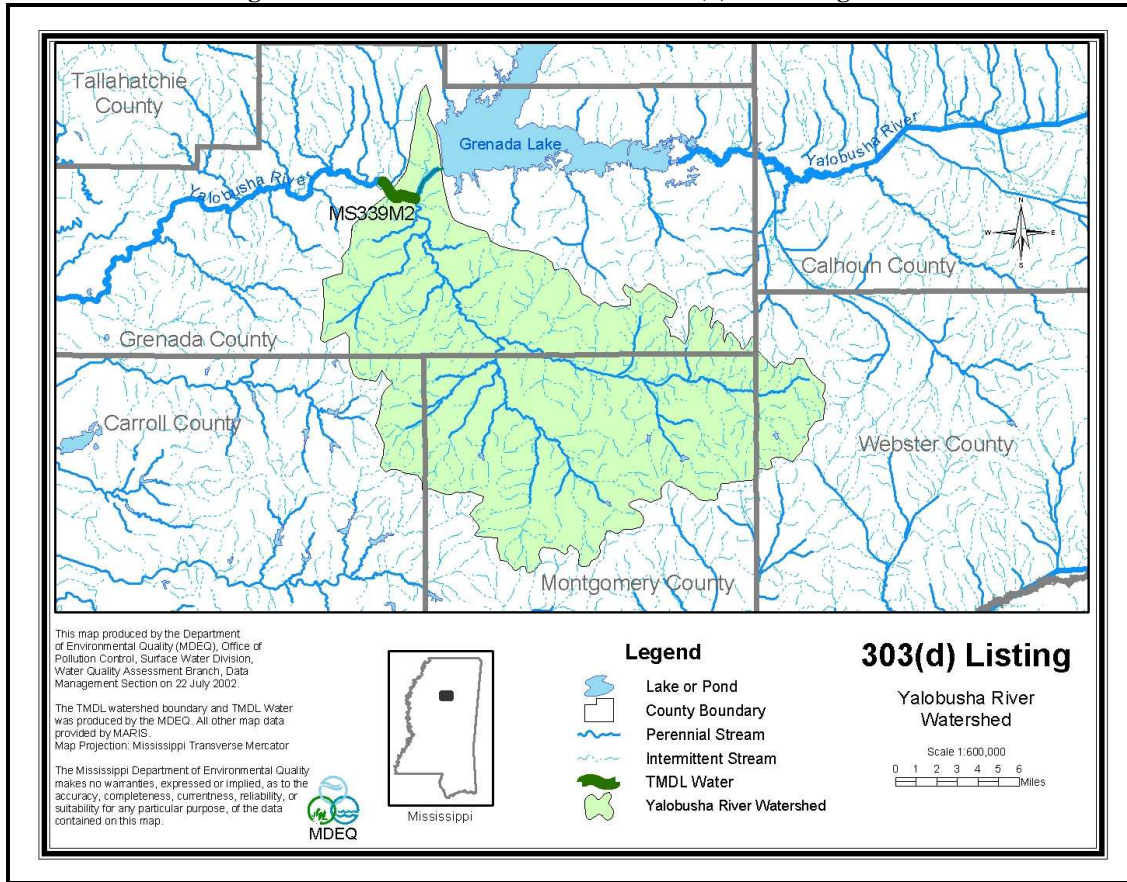 Tallahatchie
County
Grenada Lake
Yalobusha River
Yalobusha River
MS339M2
N
W E
S
Calhoun County
Grenada County
Carroll County
Webster County
Montgomery County
This map produced by the Department
of Environmental Quality (MDEQ), Office of
Pollution Control, Surface Water Division,
Water Quality Assessment Branch, Data
Management Section on 22 July 2002.
The TMDL watershed boundary and TMDL Water
was produced by the MDEQ. All other map data
provided by MARIS.
Map Projection: Mississippi Transverse Mercator
The Mississippi Department of Environmental Quality
makes no warranties, expressed or implied, as to the
accuracy, completeness, currentness, reliability, or
suitability for any particular purpose, of the data
contained on this map.
MDEQ
Mississippi
Legend
Lake or Pond
County Boundary
Perennial Stream
Intermittent Stream
TMDL Water
Yalobusha River Watershed
303(d) Listing
Yalobusha River
Watershed
Scale 1:600,000
0 1 2 3 4 5 6
Miles